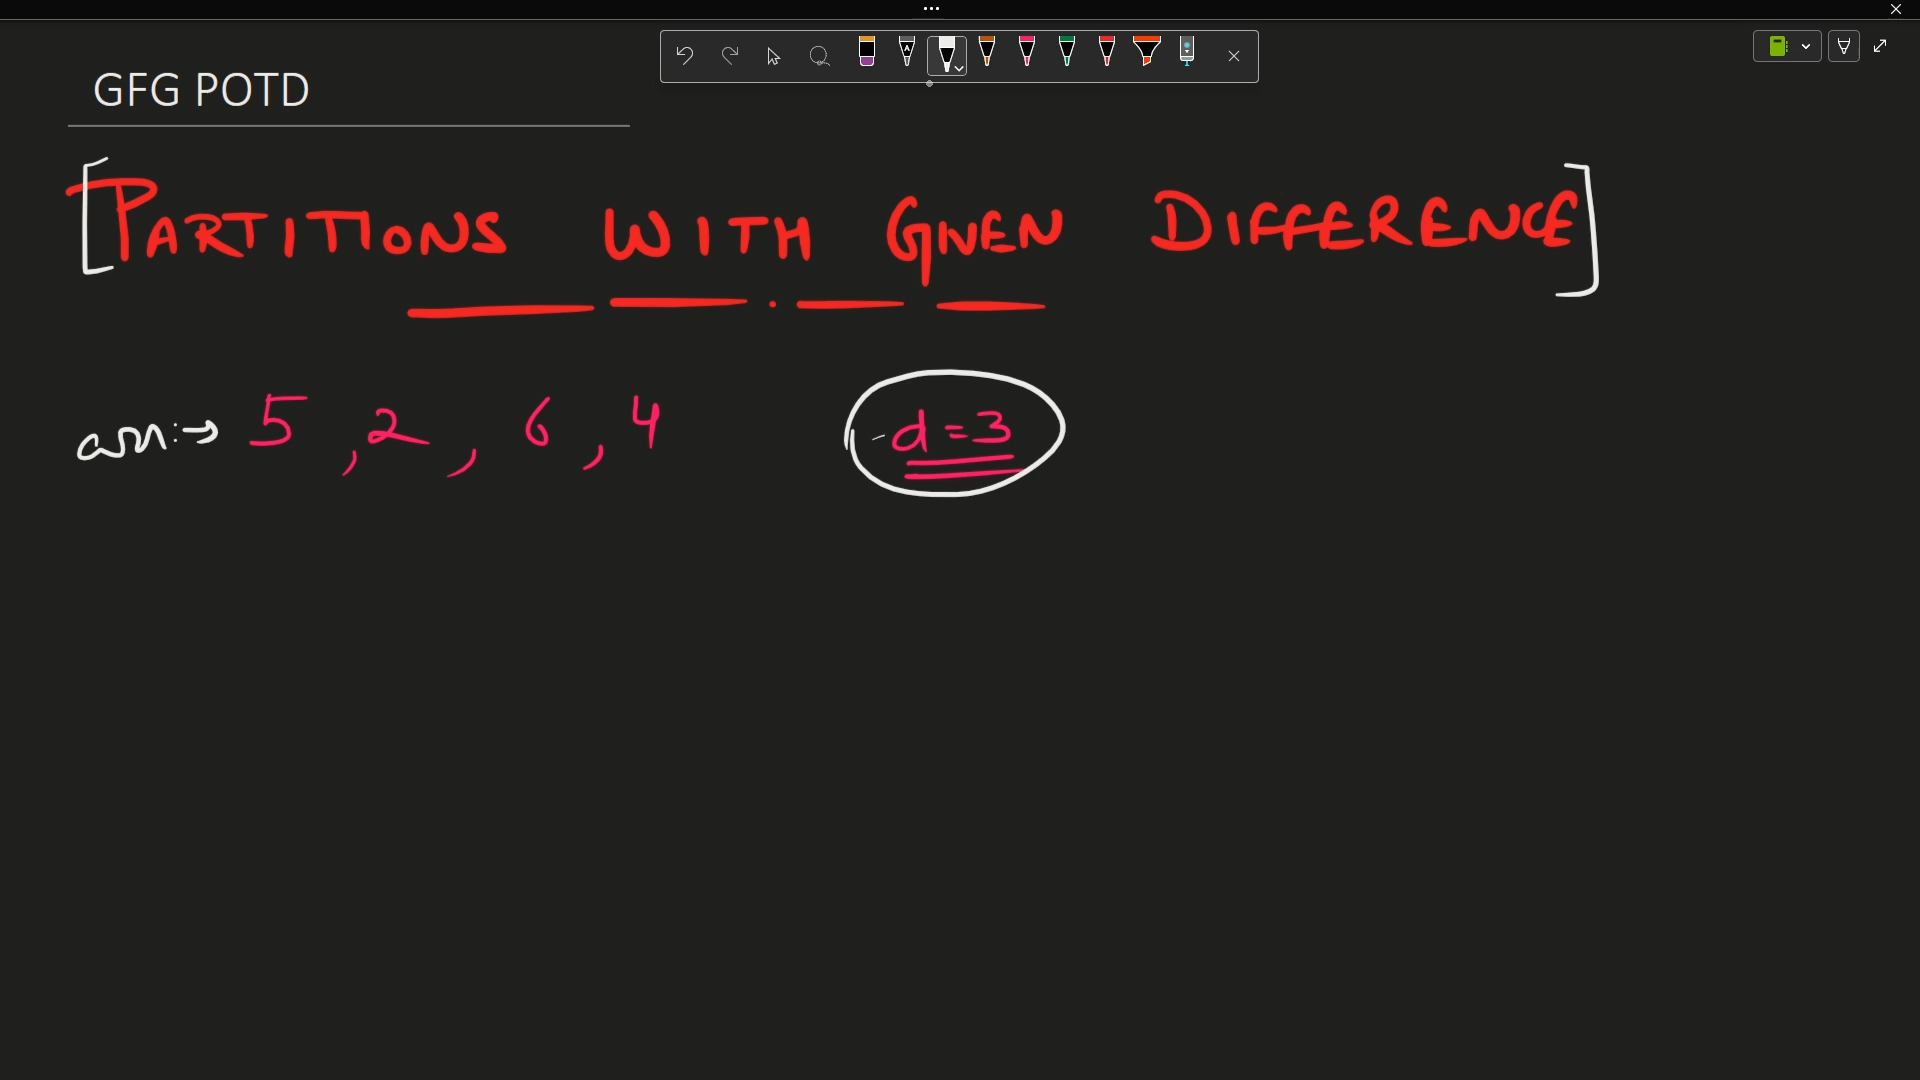 GFG POTD
[PARTITIONS WITH GIVEN DIFFERENCE]
arr:→ 5, 2, 6, 4 d=3